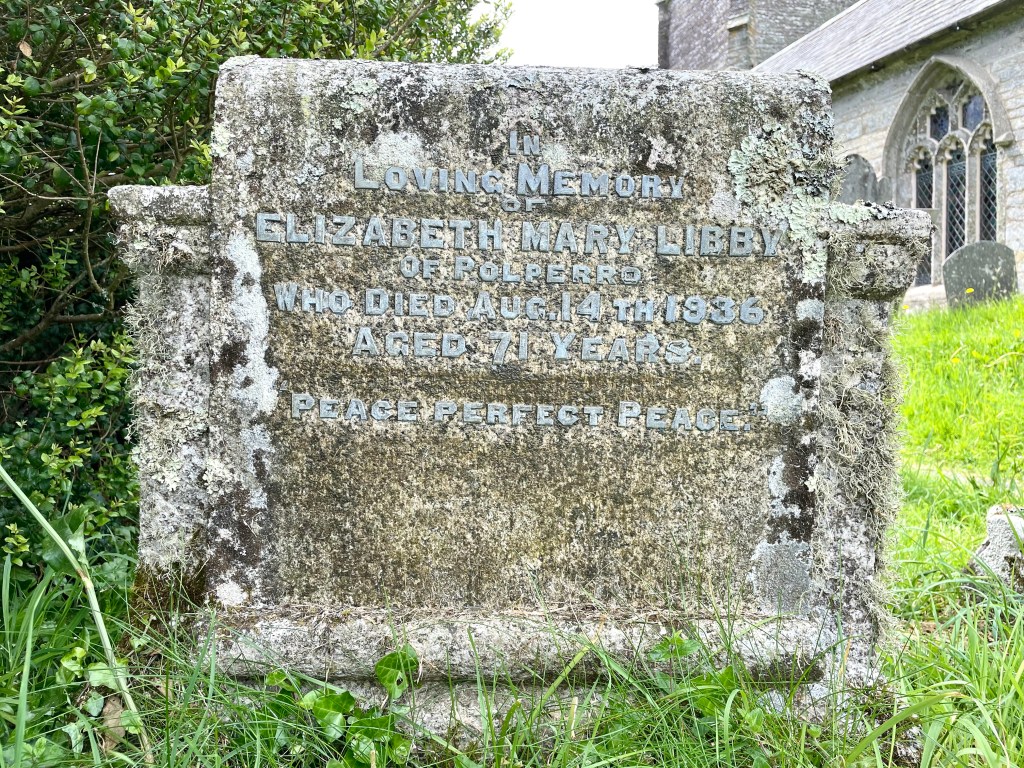 IN
LOVING MEMORY
OF
ELIZABETH MARY LIBBY
OF POLPERRO
WHO DIED AUG. 14TH 1936
AGED 71 YEARS.
PEACE PERFECT PEACE."